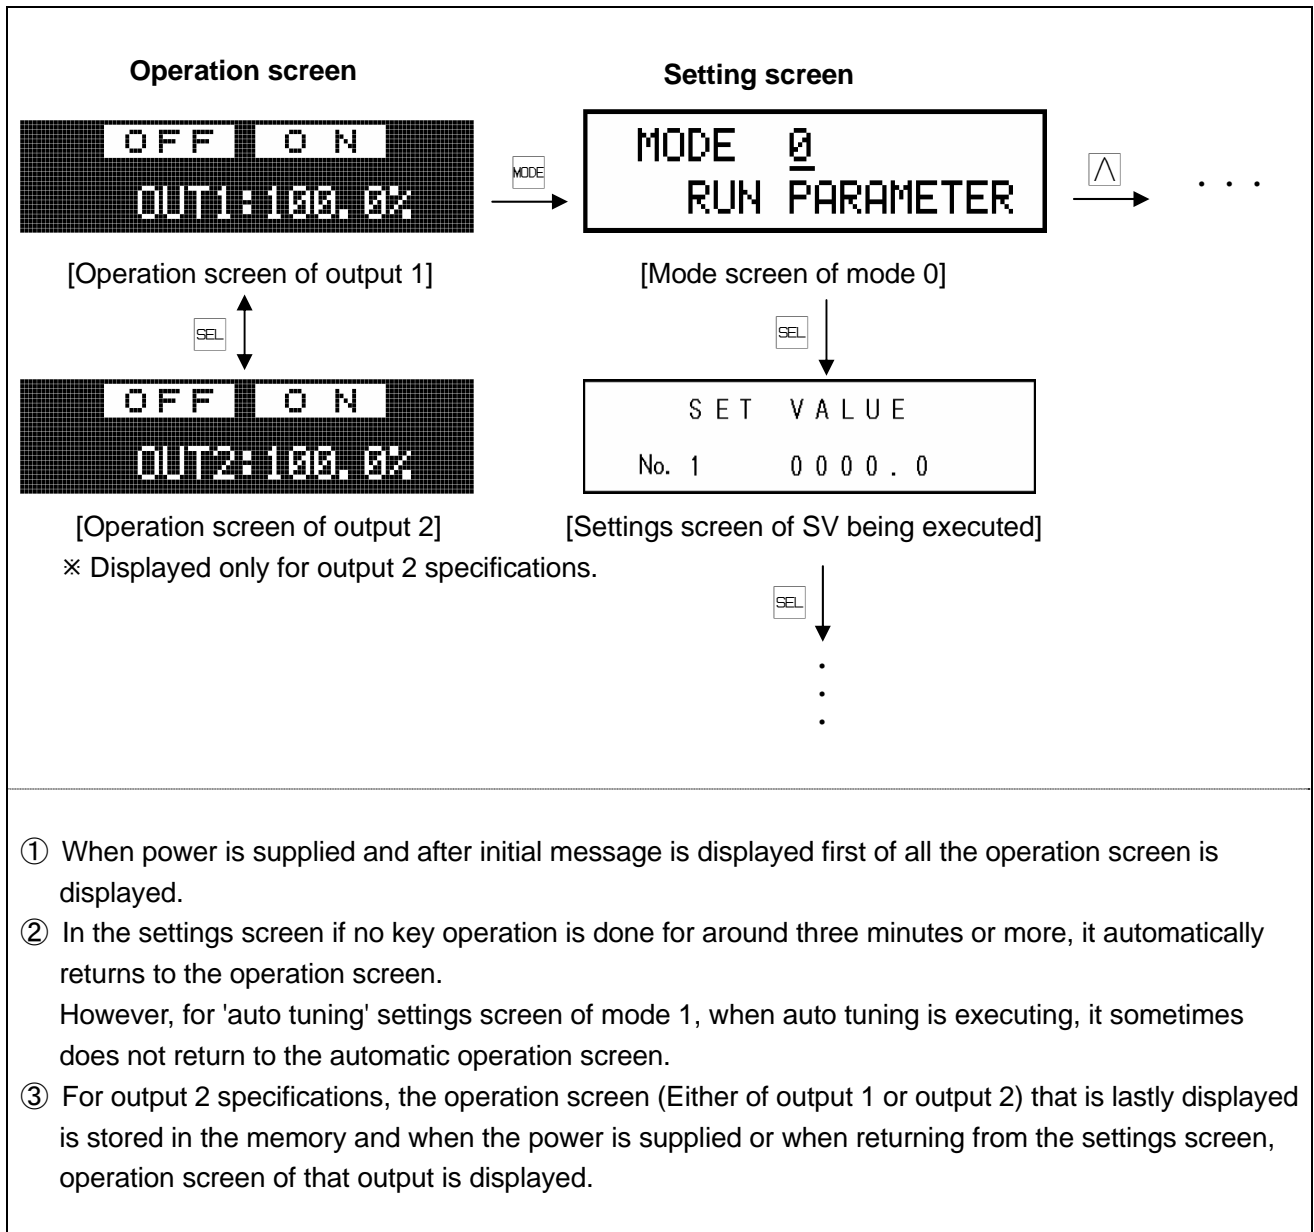 Operation screen
Setting screen
OFF ON
OUT1:100.0%
MODE
MODE 0
RUN PARAMETER
∧
. . .
[Operation screen of output 1]
[Mode screen of mode 0]
SEL
SEL
OFF ON
OUT2:100.0%
SET VALUE
No. 1 0000.0
[Operation screen of output 2]
[Settings screen of SV being executed]
※ Displayed only for output 2 specifications.
SEL
.
.
.
① When power is supplied and after initial message is displayed first of all the operation screen is
displayed.
② In the settings screen if no key operation is done for around three minutes or more, it automatically
returns to the operation screen.
However, for 'auto tuning' settings screen of mode 1, when auto tuning is executing, it sometimes
does not return to the automatic operation screen.
③ For output 2 specifications, the operation screen (Either of output 1 or output 2) that is lastly displayed
is stored in the memory and when the power is supplied or when returning from the settings screen,
operation screen of that output is displayed.